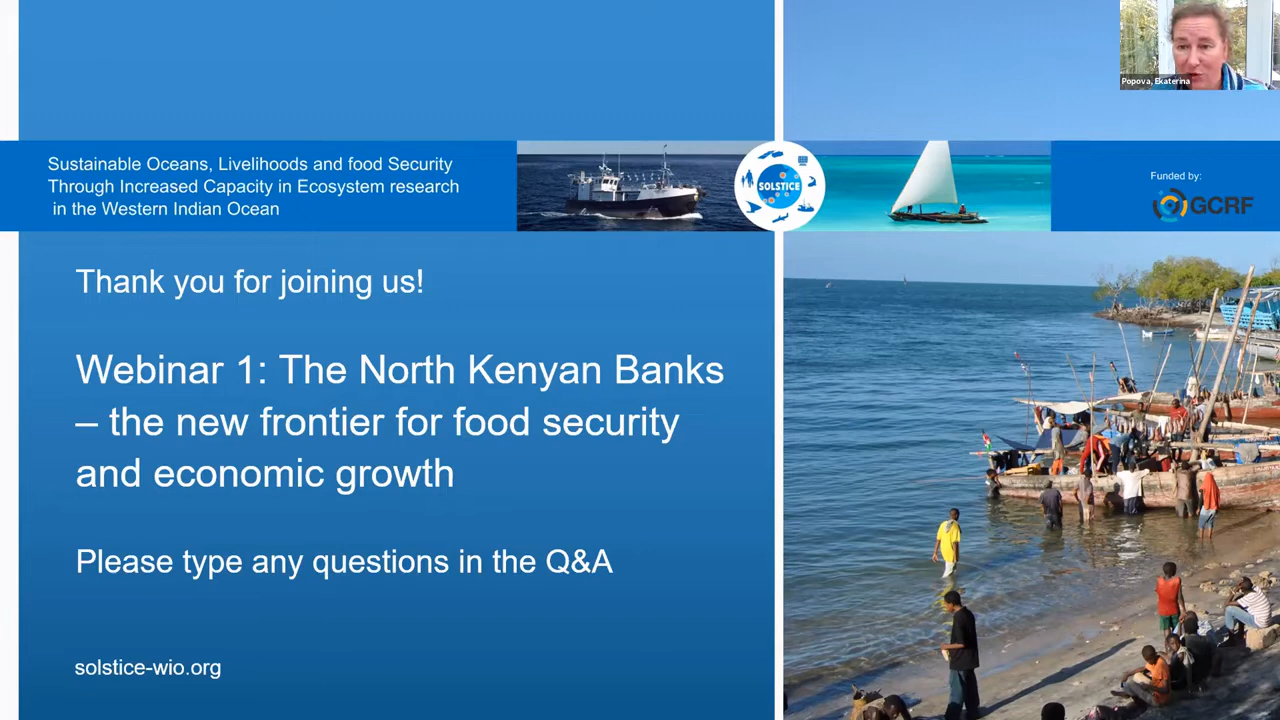 Popova, Ekaterina
Sustainable Oceans, Livelihoods and food Security
Through Increased Capacity in Ecosystem research
in the Western Indian Ocean
SOLSTICE
Funded by:
GCRF
Thank you for joining us!
Webinar 1: The North Kenyan Banks
– the new frontier for food security
and economic growth
Please type any questions in the Q&A
solstice-wio.org